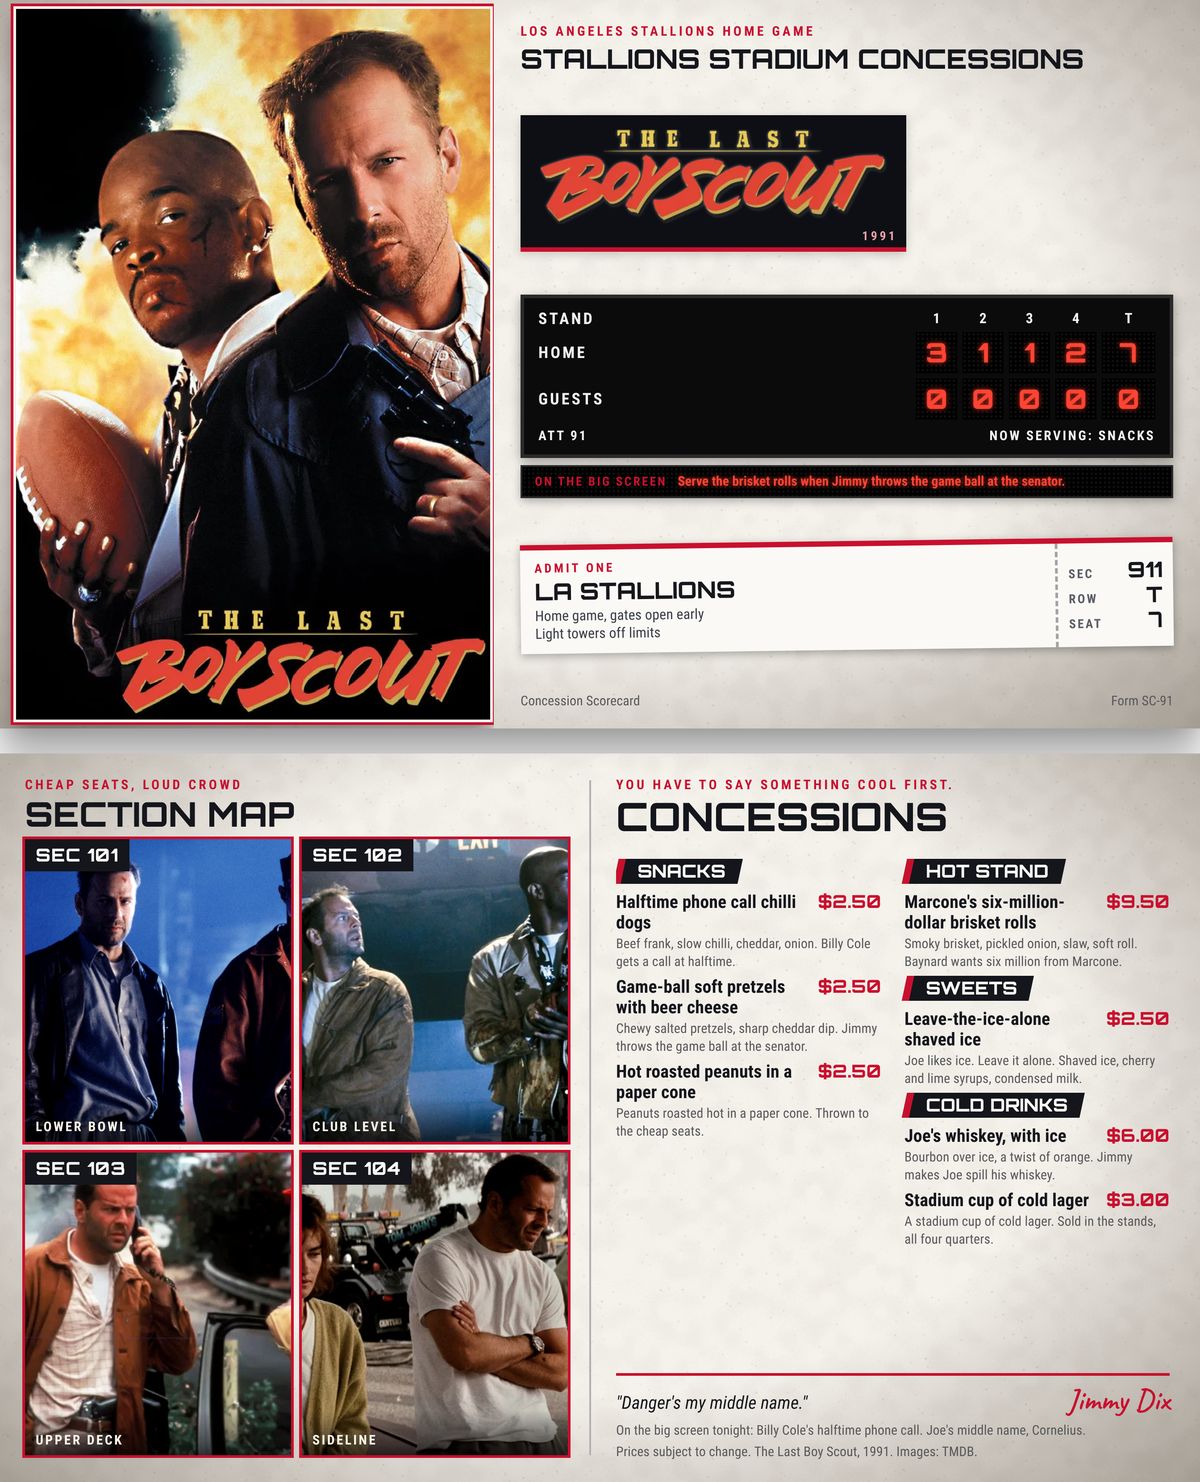 THE LAST
BOYSCOUT
LOS ANGELES STALLIONS HOME GAME
STALLIONS STADIUM CONCESSIONS
THE LAST
BOYSCOUT
1991
STAND 1 2 3 4 T
HOME 3 1 1 2 7
GUESTS 0 0 0 0 0
ATT 91 NOW SERVING: SNACKS
ON THE BIG SCREEN Serve the brisket rolls when Jimmy throws the game ball at the senator.
ADMIT ONE
LA STALLIONS
Home game, gates open early
Light towers off limits
SEC 911
ROW T
SEAT 7
Concession Scorecard Form SC-91
CHEAP SEATS, LOUD CROWD
SECTION MAP
SEC 101
LOWER BOWL
SEC 102
EXIT
CLUB LEVEL
SEC 103
UPPER DECK
SEC 104
TOM JOHN'S
CENTURY
SIDELINE
YOU HAVE TO SAY SOMETHING COOL FIRST.
CONCESSIONS
SNACKS
Halftime phone call chilli $2.50
dogs
Beef frank, slow chilli, cheddar, onion. Billy Cole
gets a call at halftime.
Game-ball soft pretzels $2.50
with beer cheese
Chewy salted pretzels, sharp cheddar dip. Jimmy
throws the game ball at the senator.
Hot roasted peanuts in a $2.50
paper cone
Peanuts roasted hot in a paper cone. Thrown to
the cheap seats.
HOT STAND
Marcone's six-million- $9.50
dollar brisket rolls
Smoky brisket, pickled onion, slaw, soft roll.
Baynard wants six million from Marcone.
SWEETS
Leave-the-ice-alone $2.50
shaved ice
Joe likes ice. Leave it alone. Shaved ice, cherry
and lime syrups, condensed milk.
COLD DRINKS
Joe's whiskey, with ice $6.00
Bourbon over ice, a twist of orange. Jimmy
makes Joe spill his whiskey.
Stadium cup of cold lager $3.00
A stadium cup of cold lager. Sold in the stands,
all four quarters.
"Danger's my middle name." Jimmy Dix
On the big screen tonight: Billy Cole's halftime phone call. Joe's middle name, Cornelius.
Prices subject to change. The Last Boy Scout, 1991. Images: TMDB.